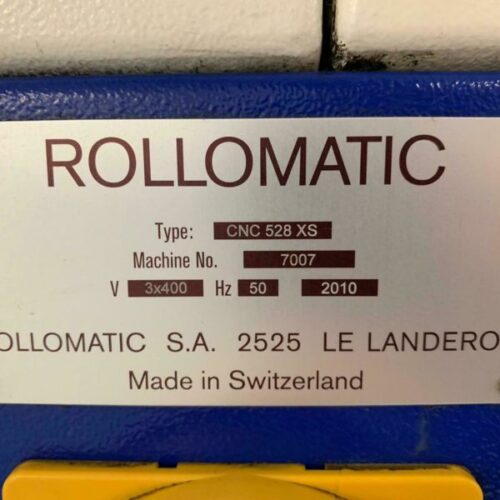 ROLLOMATIC
Type: CNC 528 XS
Machine No. 7007
V 3x400 Hz 50 2010
OLLOMATIC S.A. 2525 LE LANDERO
Made in Switzerland